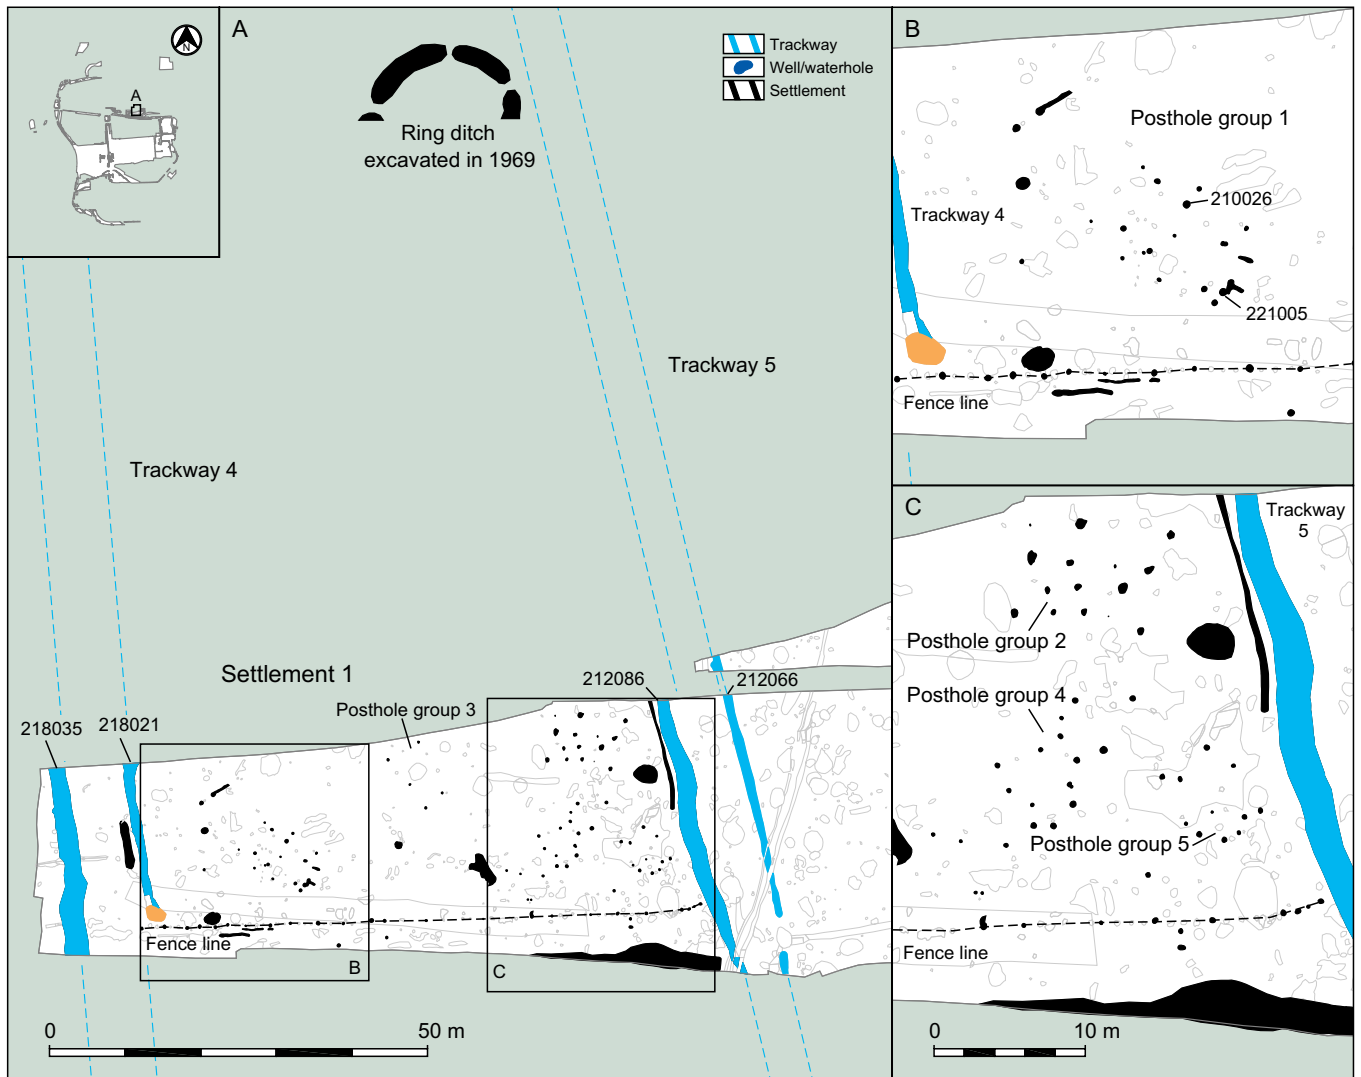 A
N
A
Ring ditch
excavated in 1969
Trackway
Well/waterhole
Settlement
Trackway 5
Trackway 4
Settlement 1
212086
212066
Posthole group 3
218035
218021
Fence line
B
C
0
50 m
B
Posthole group 1
210026
Trackway 4
221005
Fence line
C
Trackway
5
Posthole group 2
Posthole group 4
Posthole group 5
Fence line
0
10 m